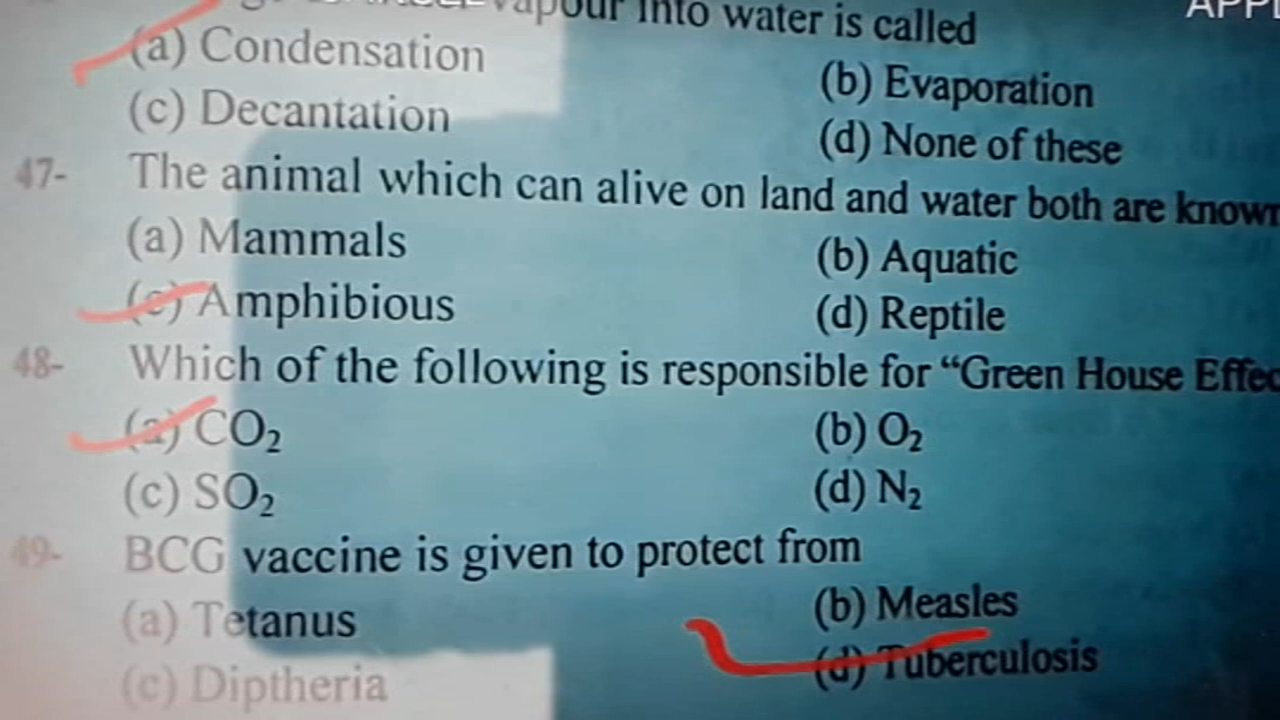 into water is called
(a) Condensation (b) Evaporation
(c) Decantation (d) None of these
47- The animal which can alive on land and water both are known
(a) Mammals (b) Aquatic
(c) Amphibious (d) Reptile
48- Which of the following is responsible for “Green House Effec
(a) CO₂ (b) O₂
(c) SO₂ (d) N₂
49- BCG vaccine is given to protect from
(a) Tetanus (b) Measles
(c) Diptheria (d) Tuberculosis